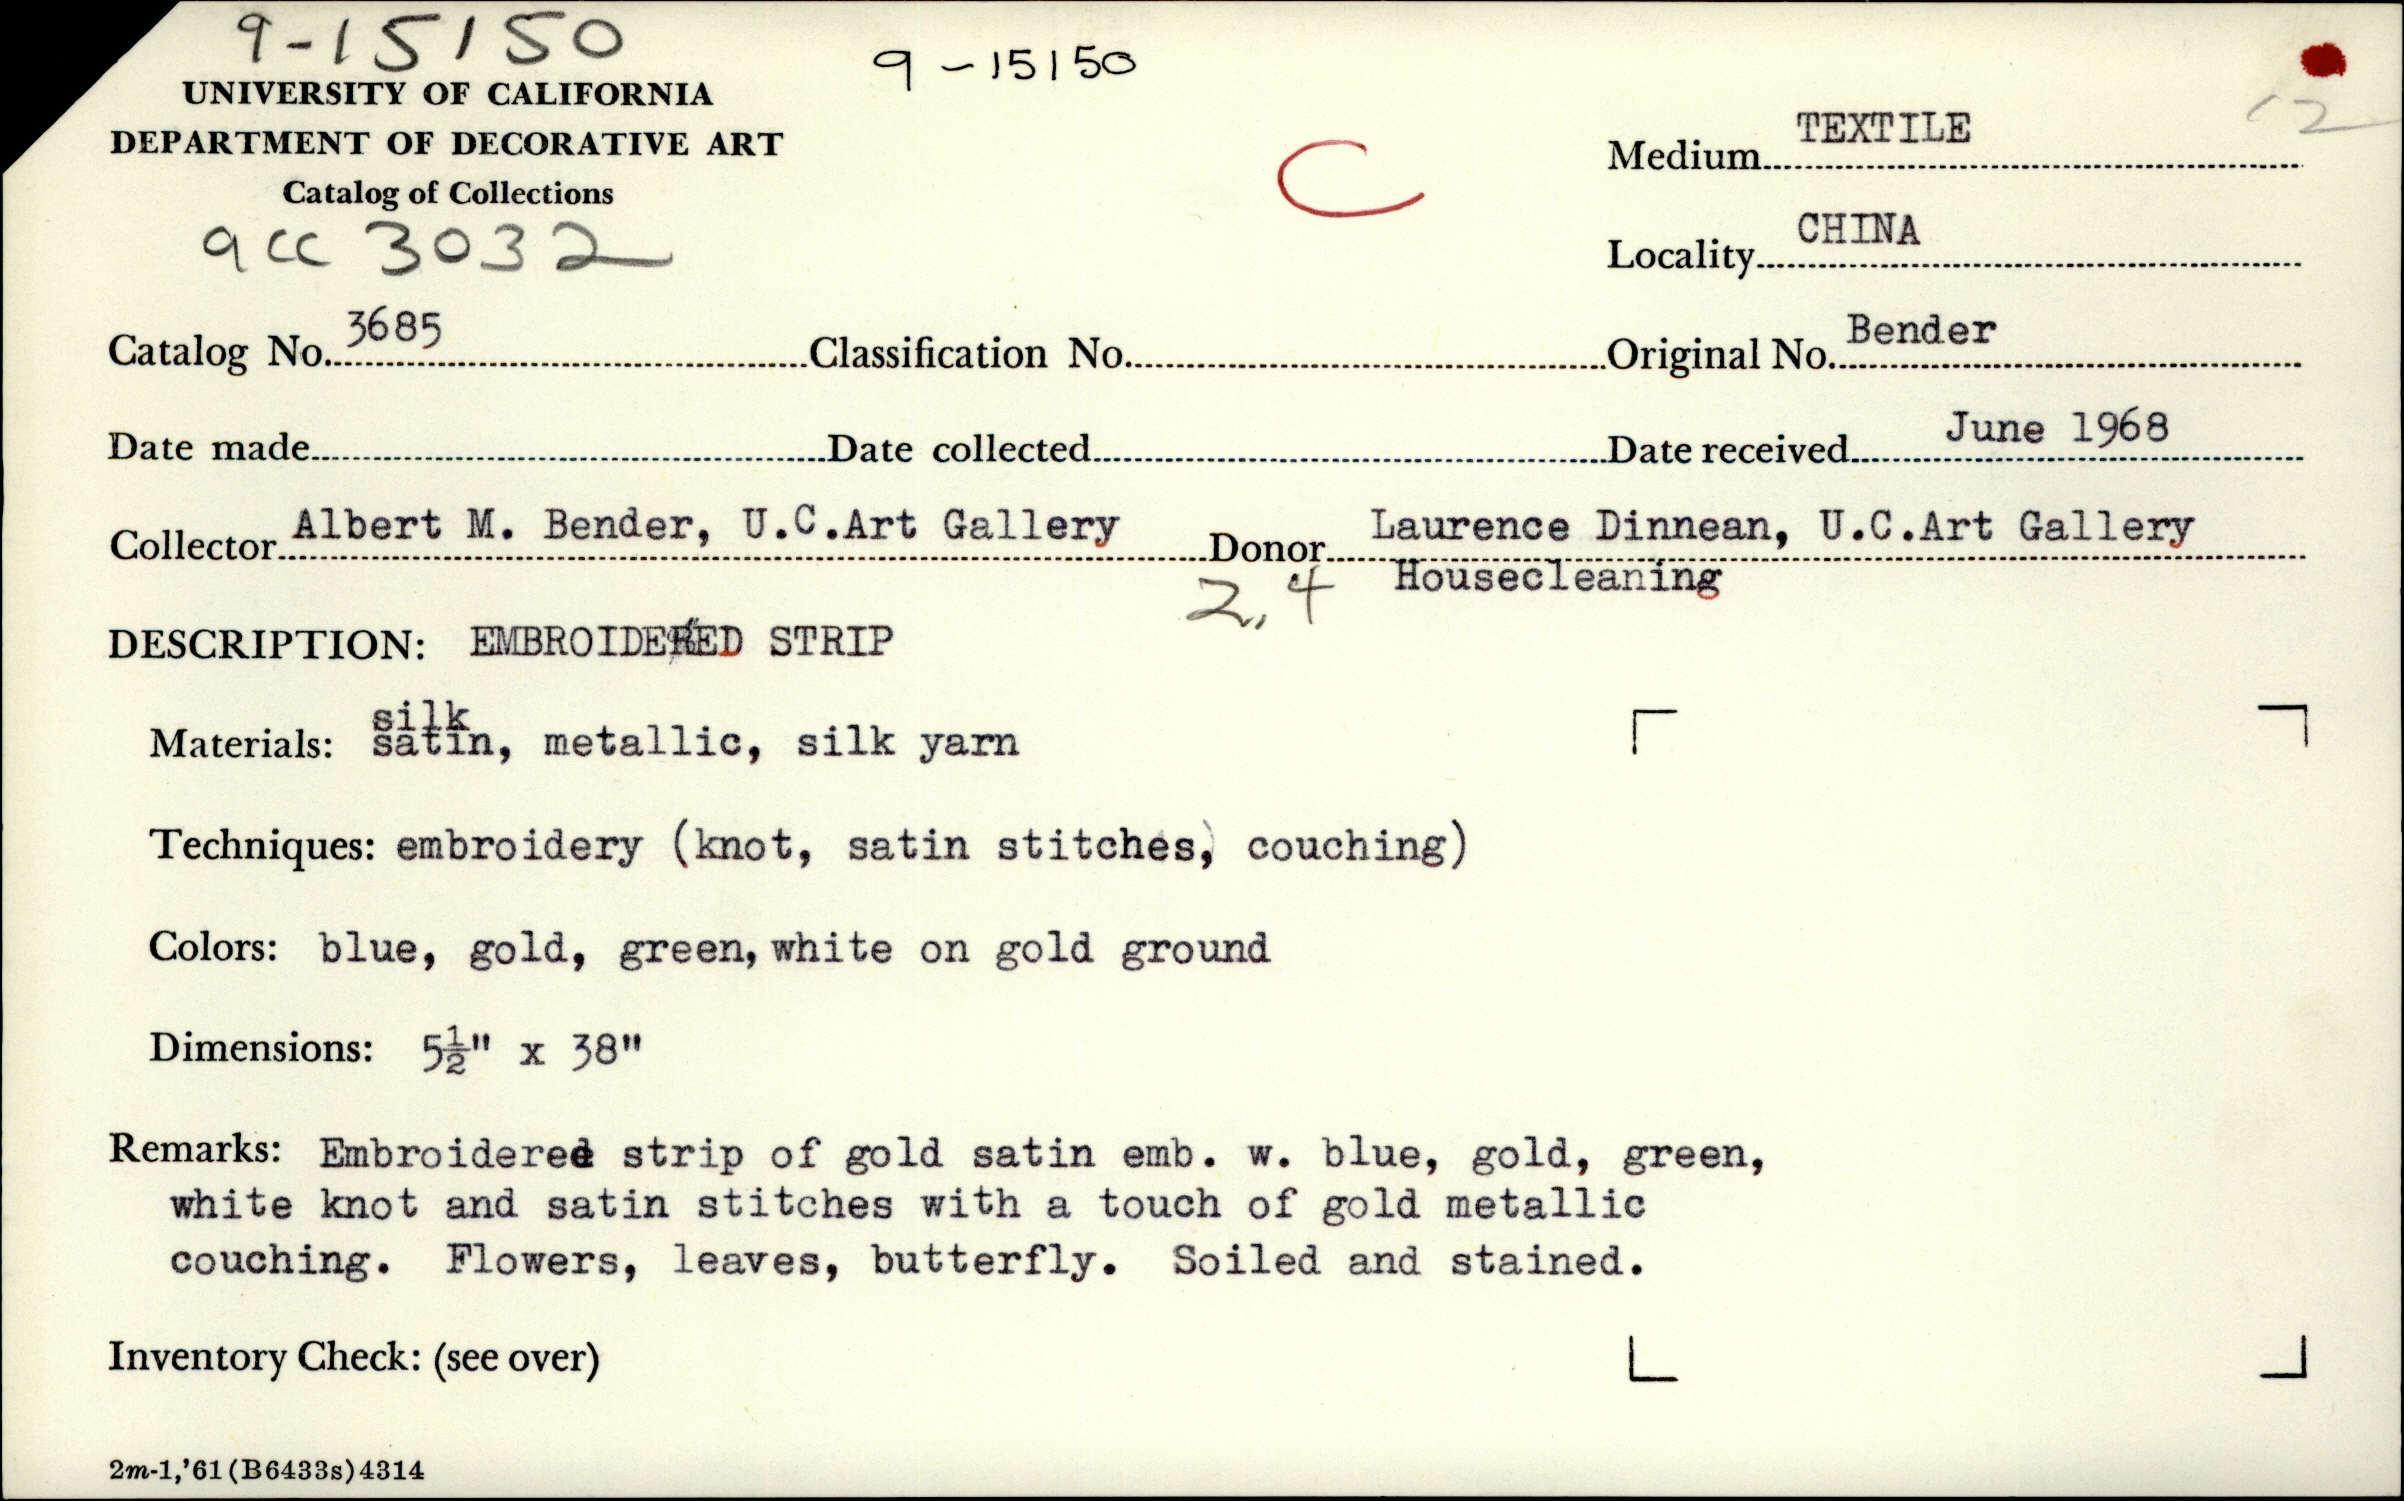 9-15150
9-15150
UNIVERSITY OF CALIFORNIA
DEPARTMENT OF DECORATIVE ART
Catalog of Collections
acc 3032
C
12
Medium TEXTILE
Locality CHINA
Catalog No. 3685 Classification No. Original No. Bender
Date made Date collected Date received June 1968
Collector Albert M. Bender, U.C.Art Gallery Donor Laurence Dinnean, U.C.Art Gallery
2,4 Housecleaning
DESCRIPTION: EMBROIDERED STRIP
silk
Materials: satin, metallic, silk yarn
Techniques: embroidery (knot, satin stitches, couching)
Colors: blue, gold, green, white on gold ground
Dimensions: 5½" x 38"
Remarks: Embroidered strip of gold satin emb. w. blue, gold, green,
white knot and satin stitches with a touch of gold metallic
couching. Flowers, leaves, butterfly. Soiled and stained.
Inventory Check: (see over)
2m-1,'61(B6433s)4314